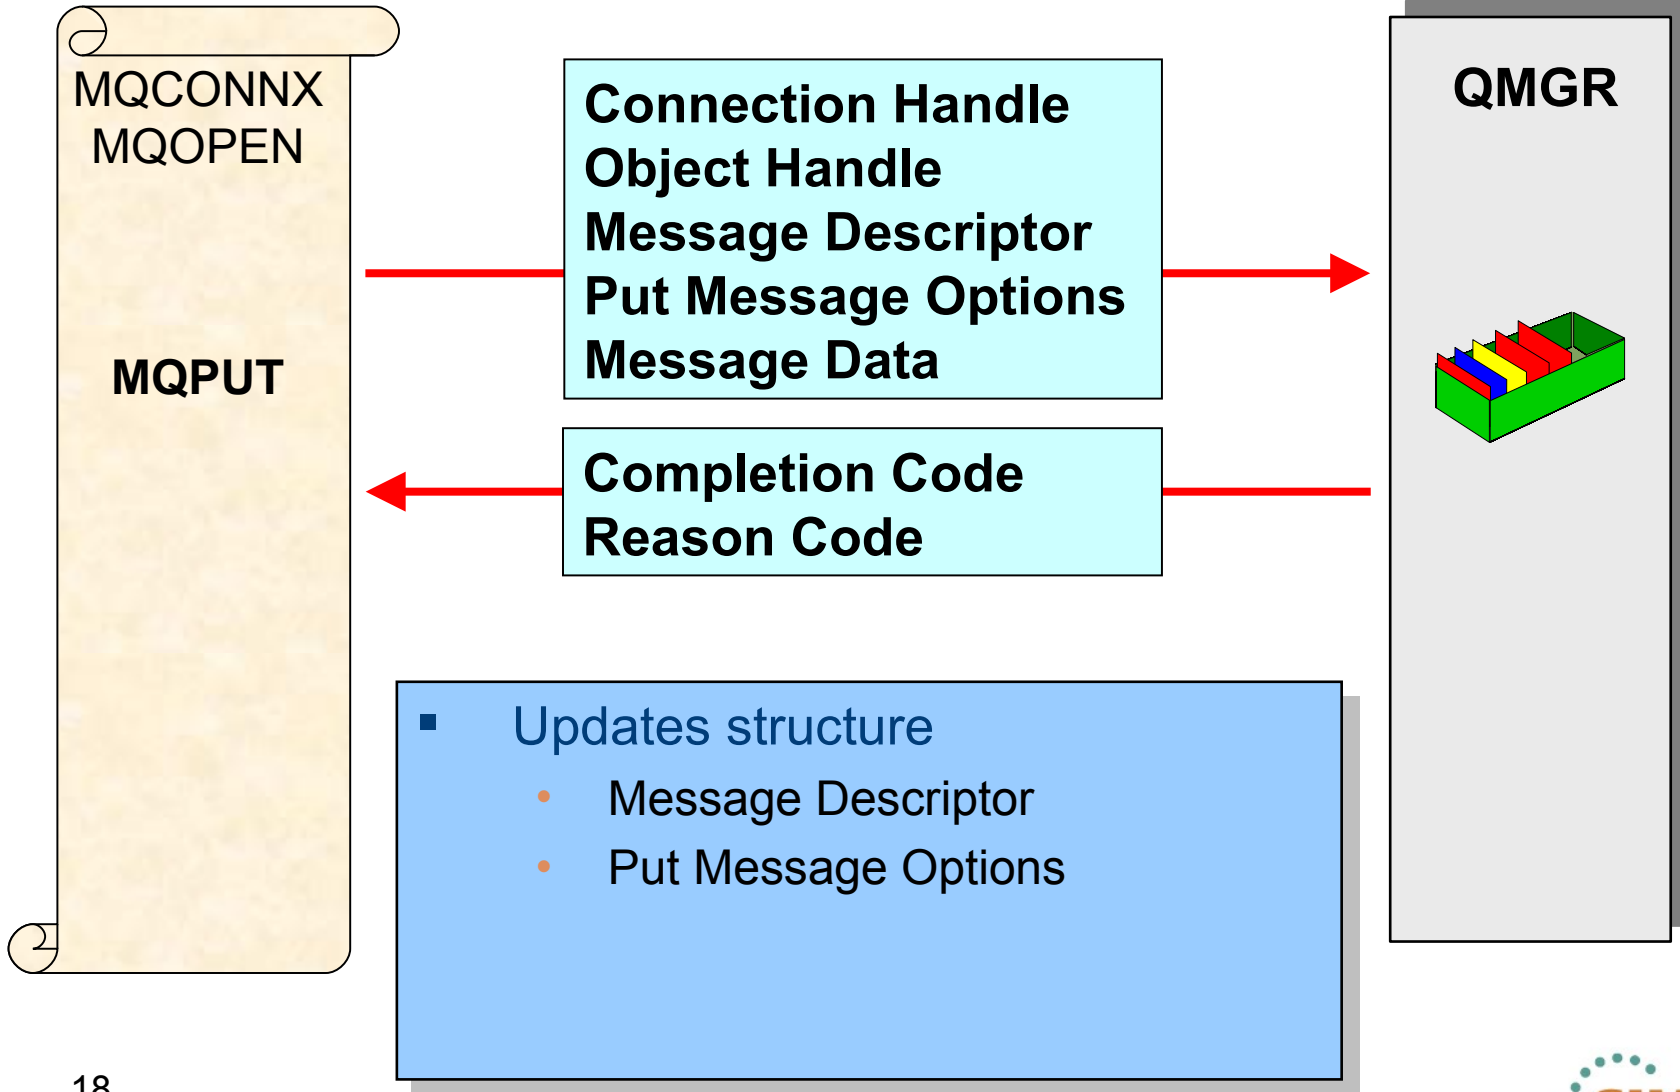 MQCONNX
MQOPEN
MQPUT
Connection Handle
Object Handle
Message Descriptor
Put Message Options
Message Data
Completion Code
Reason Code
QMGR
Updates structure
Message Descriptor
Put Message Options
18